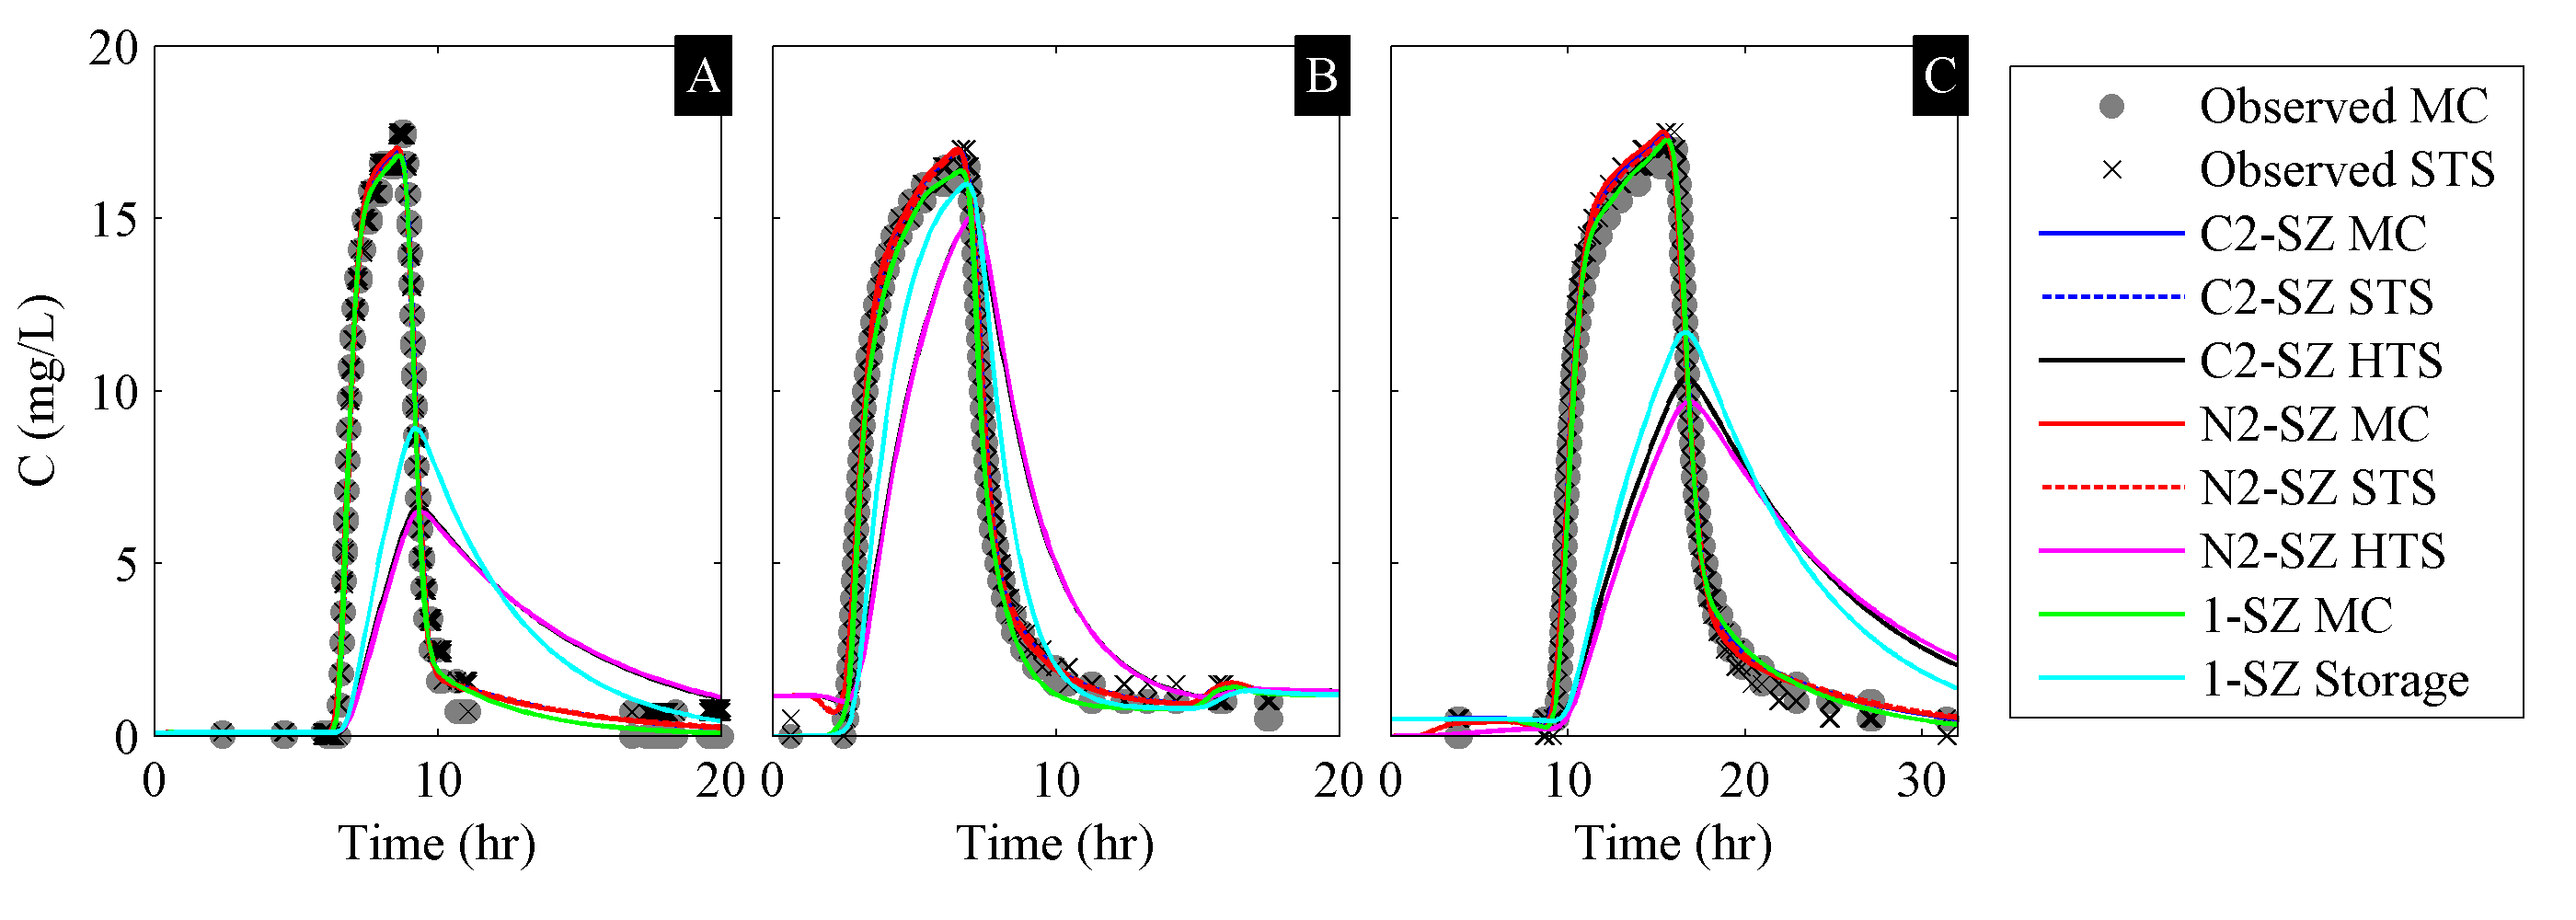 A
B
C
20
15
10
5
0
C (mg/L)
0
10
20
0
10
20
0
10
20
30
Time (hr)
Time (hr)
Time (hr)
Observed MC
Observed STS
C2-SZ MC
C2-SZ STS
C2-SZ HTS
N2-SZ MC
N2-SZ STS
N2-SZ HTS
1-SZ MC
1-SZ Storage